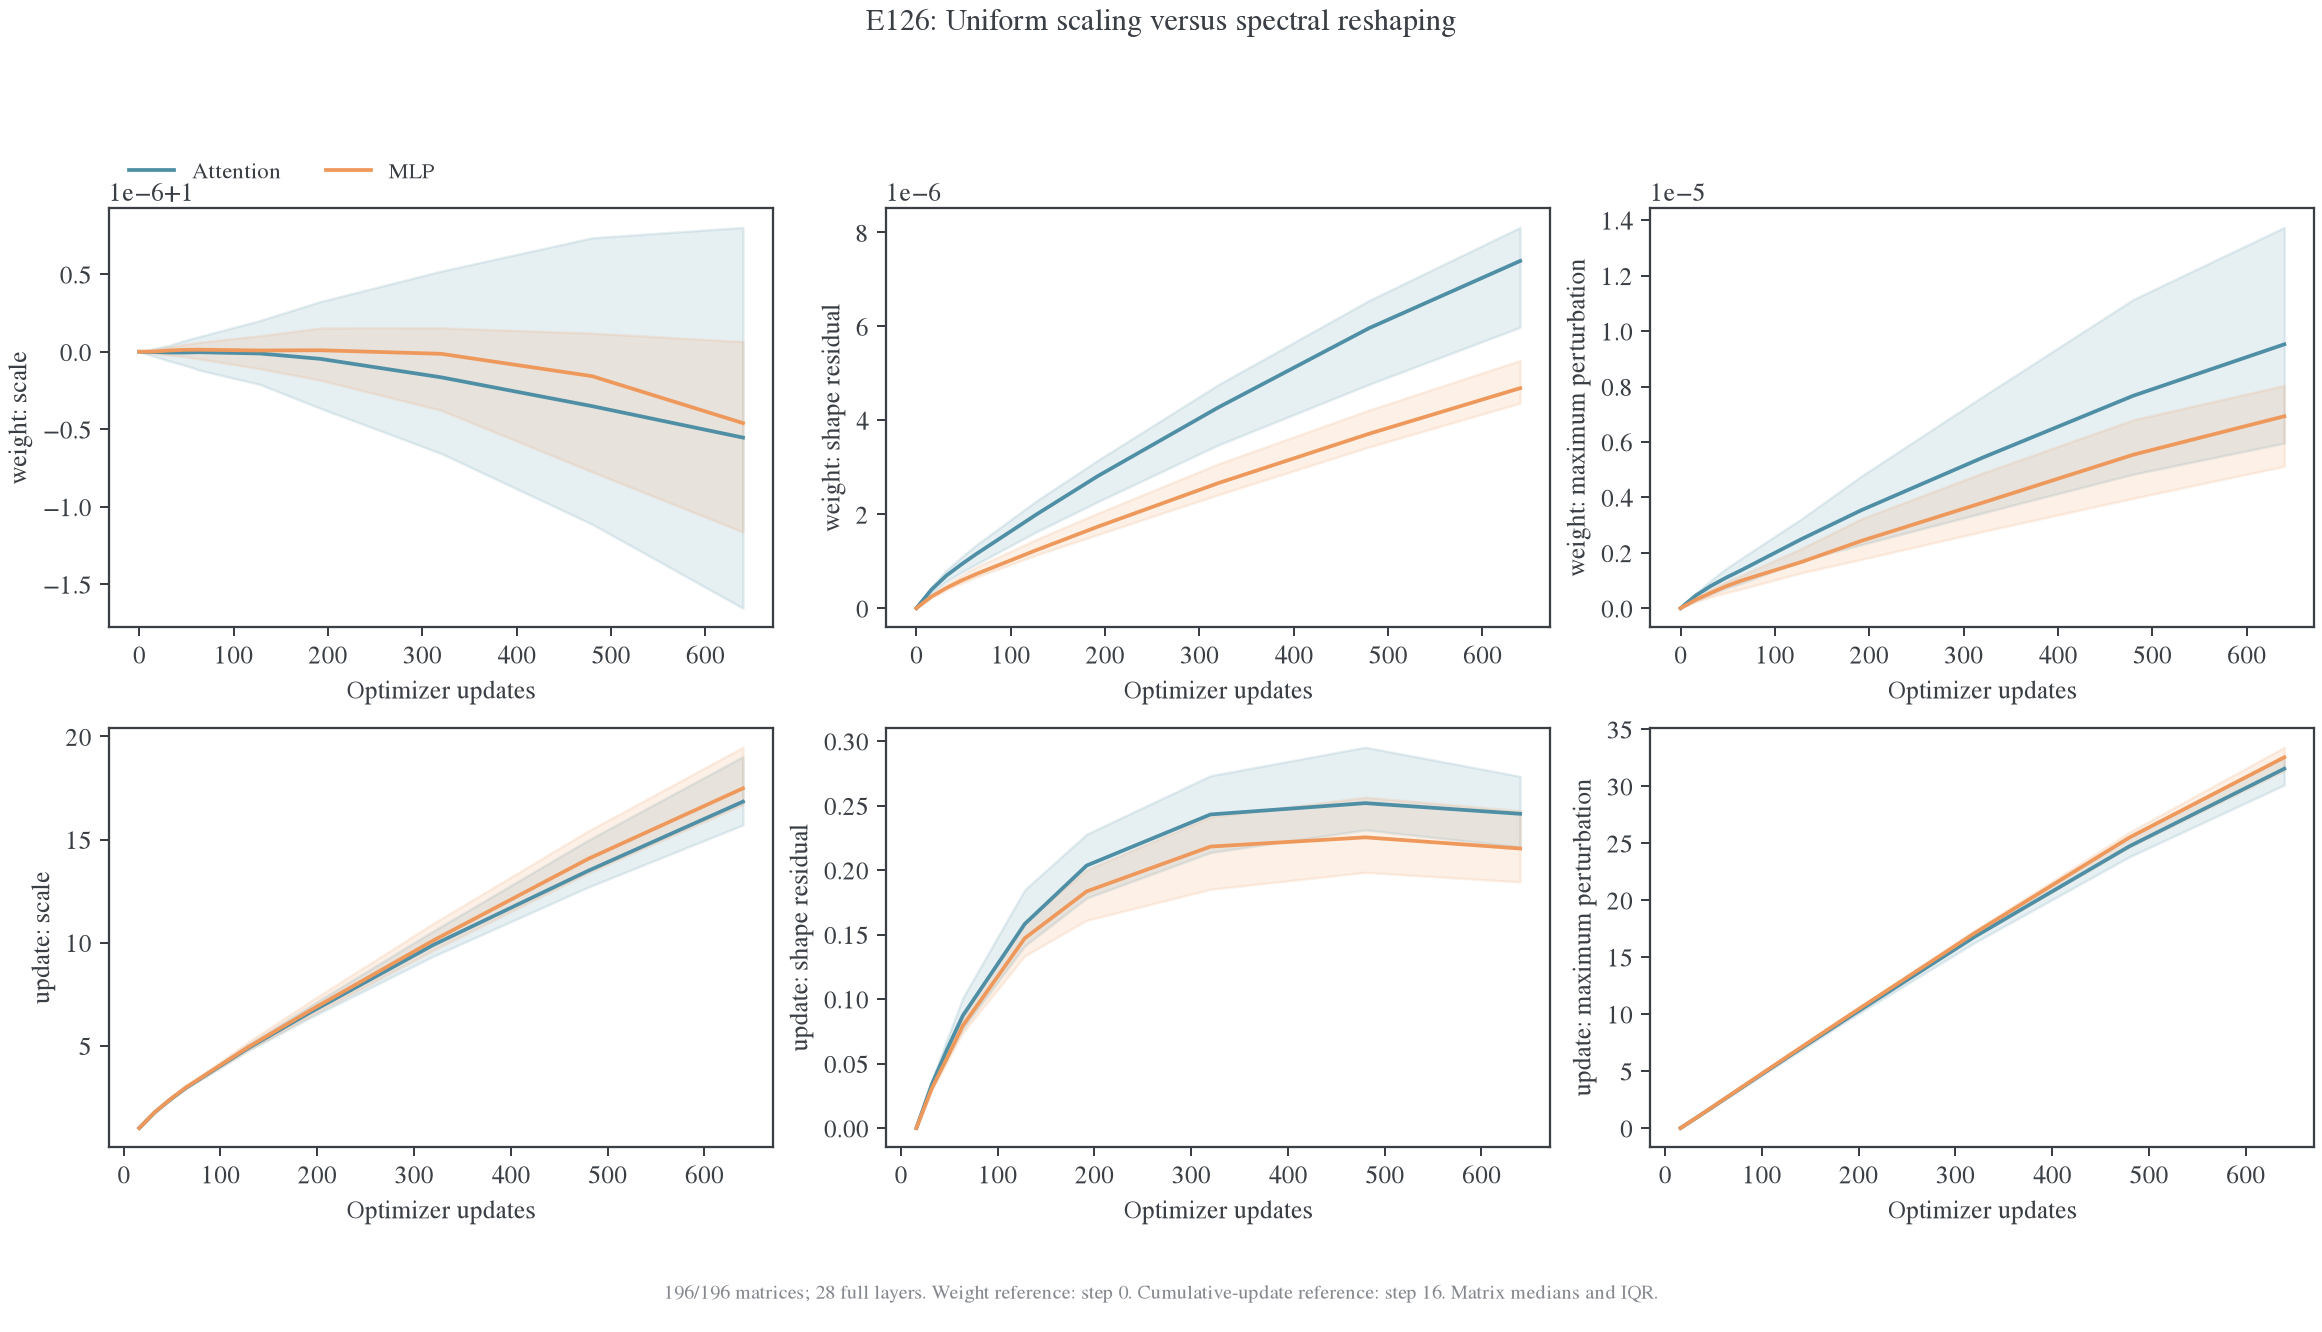 E126: Uniform scaling versus spectral reshaping
Attention
MLP
1e−6+1
weight: scale
0.5
0.0
−0.5
−1.0
−1.5
0 100 200 300 400 500 600
Optimizer updates
1e−6
weight: shape residual
8
6
4
2
0
0 100 200 300 400 500 600
Optimizer updates
1e−5
weight: maximum perturbation
1.4
1.2
1.0
0.8
0.6
0.4
0.2
0.0
0 100 200 300 400 500 600
Optimizer updates
update: scale
20
15
10
5
0 100 200 300 400 500 600
Optimizer updates
update: shape residual
0.30
0.25
0.20
0.15
0.10
0.05
0.00
0 100 200 300 400 500 600
Optimizer updates
update: maximum perturbation
35
30
25
20
15
10
5
0
0 100 200 300 400 500 600
Optimizer updates
196/196 matrices; 28 full layers. Weight reference: step 0. Cumulative-update reference: step 16. Matrix medians and IQR.